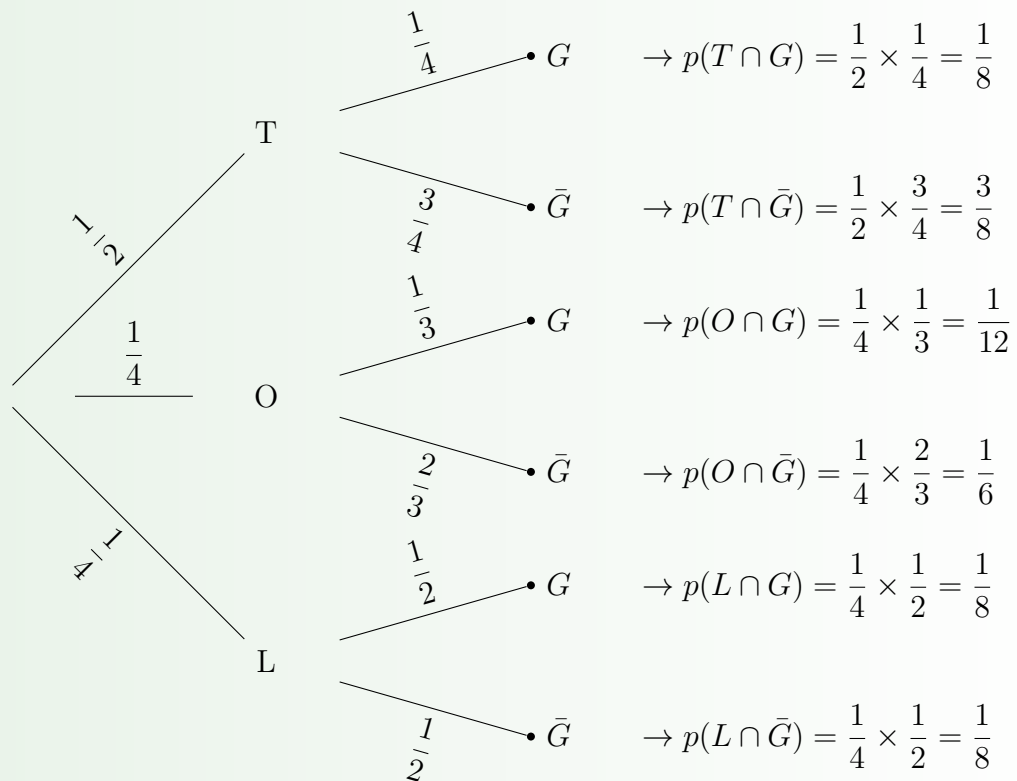 1/4 G → p(T ∩ G) = 1/2 × 1/4 = 1/8
T
1/2
3/4 Ḡ → p(T ∩ Ḡ) = 1/2 × 3/4 = 3/8
1/3 G → p(O ∩ G) = 1/4 × 1/3 = 1/12
1/4 O
2/3 Ḡ → p(O ∩ Ḡ) = 1/4 × 2/3 = 1/6
1/4
1/2 G → p(L ∩ G) = 1/4 × 1/2 = 1/8
L
1/2 Ḡ → p(L ∩ Ḡ) = 1/4 × 1/2 = 1/8